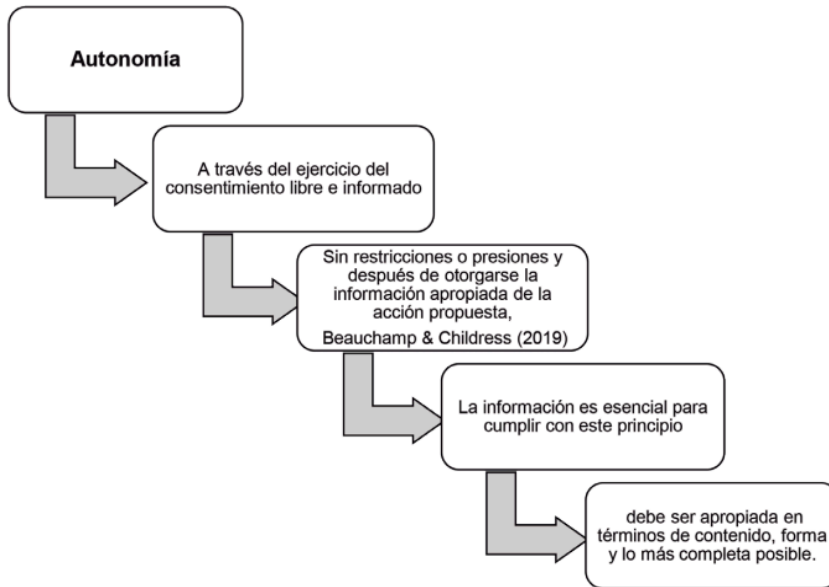 Autonomía
A través del ejercicio del
consentimiento libre e informado
Sin restricciones o presiones y
después de otorgarse la
información apropiada de la
acción propuesta,
Beauchamp & Childress (2019)
La información es esencial para
cumplir con este principio
debe ser apropiada en
términos de contenido, forma
y lo más completa posible.